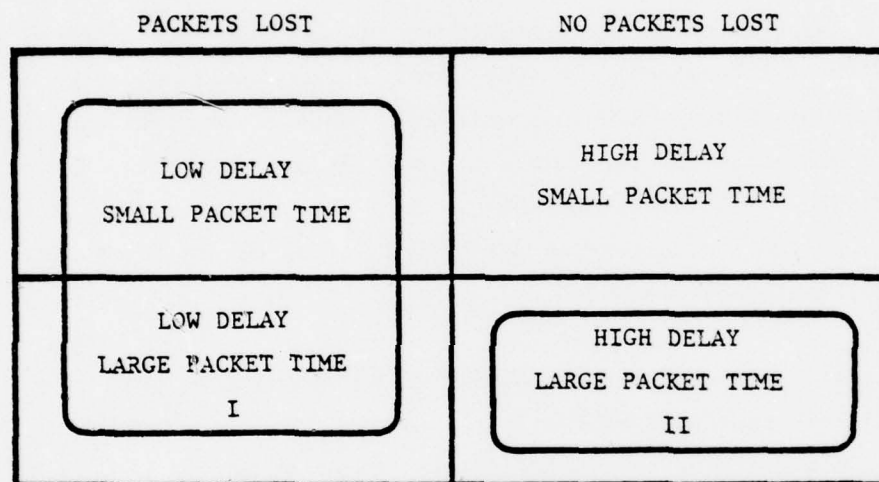 PACKETS LOST
NO PACKETS LOST
LOW DELAY
SMALL PACKET TIME
HIGH DELAY
SMALL PACKET TIME
LOW DELAY
LARGE PACKET TIME
I
HIGH DELAY
LARGE PACKET TIME
II